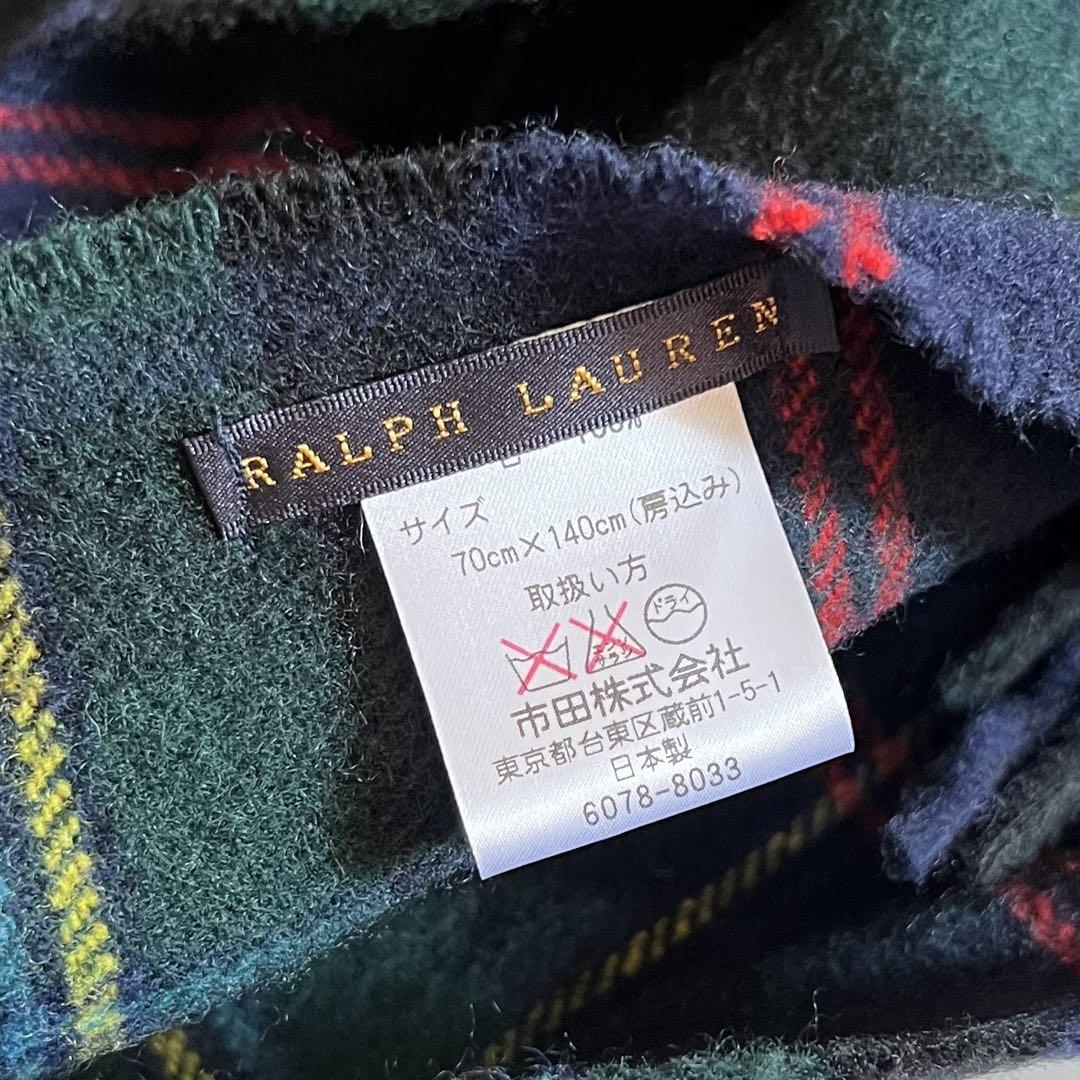 RALPH LAUREN
100%
サイズ
70cm×140cm(房込み)
取扱い方
ドライ
市田株式会社
東京都台東区蔵前1-5-1
日本製
6078-8033